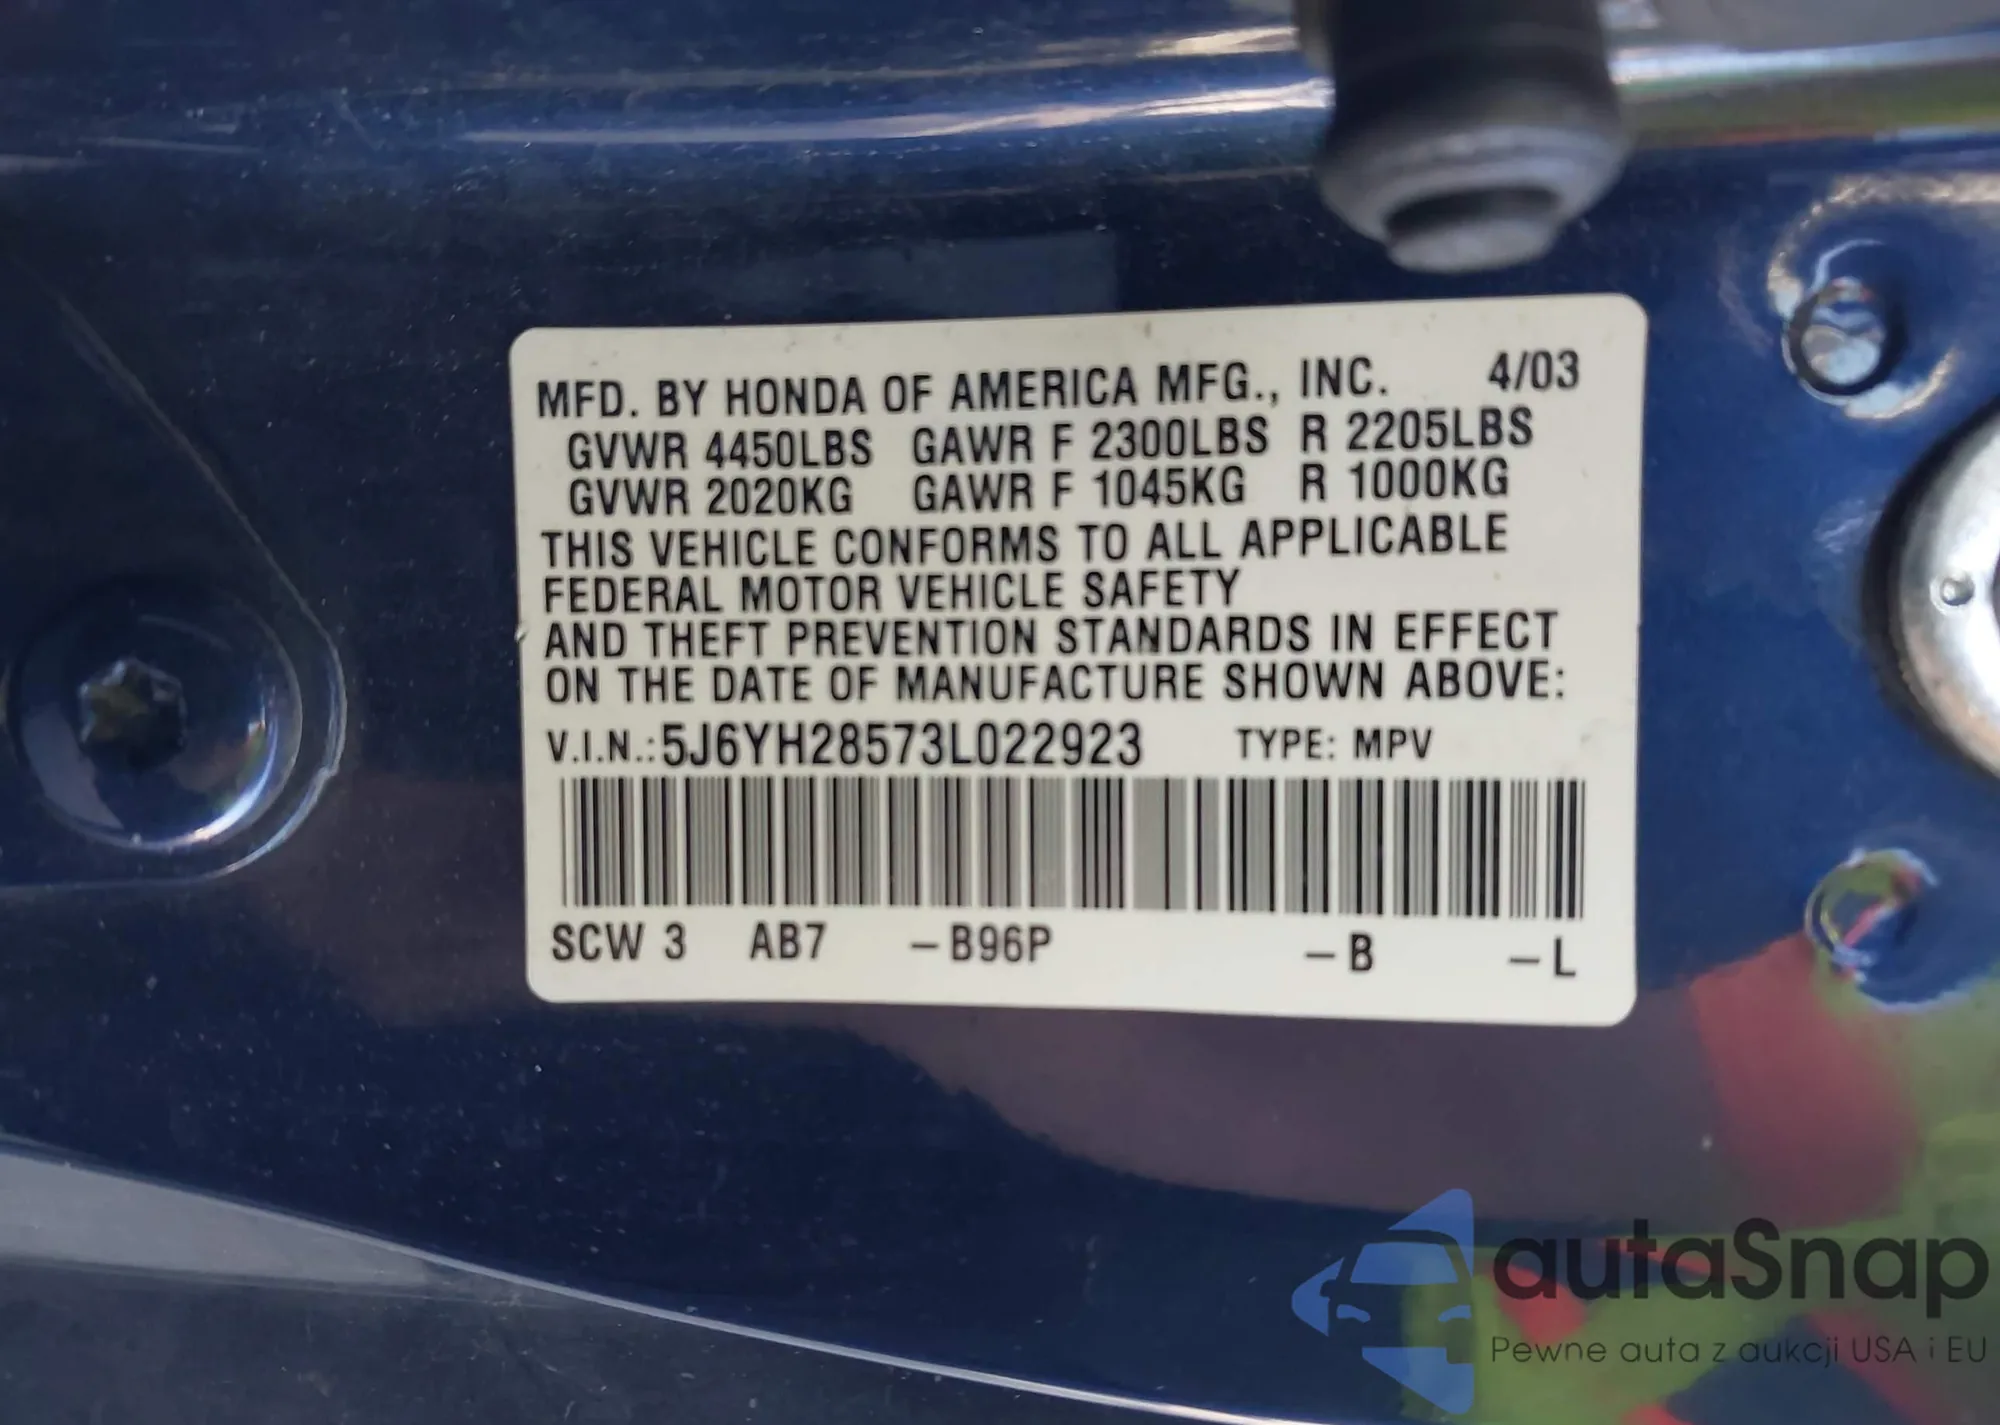 MFD. BY HONDA OF AMERICA MFG., INC. 4/03
GVWR 4450LBS GAWR F 2300LBS R 2205LBS
GVWR 2020KG GAWR F 1045KG R 1000KG
THIS VEHICLE CONFORMS TO ALL APPLICABLE
FEDERAL MOTOR VEHICLE SAFETY
AND THEFT PREVENTION STANDARDS IN EFFECT
ON THE DATE OF MANUFACTURE SHOWN ABOVE:
V.I.N.: 5J6YH28573L022923 TYPE: MPV
SCW 3 AB7 –B96P –B –L
autaSnap
Pewne auta z aukcji USA i EU